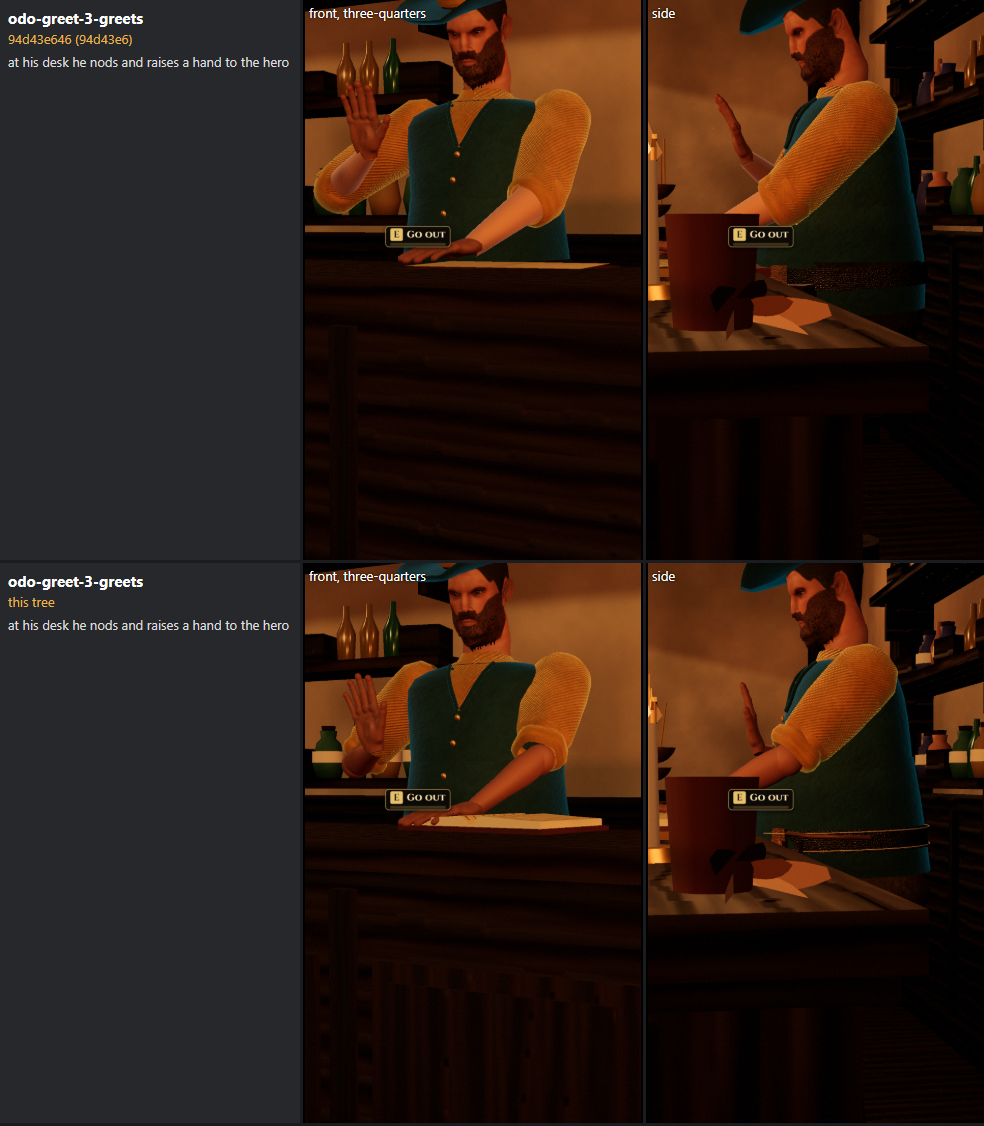 odo-greet-3-greets
94d43e646 (94d43e6)
at his desk he nods and raises a hand to the hero
front, three-quarters
E GO OUT
side
E GO OUT
odo-greet-3-greets
this tree
at his desk he nods and raises a hand to the hero
front, three-quarters
E GO OUT
side
E GO OUT